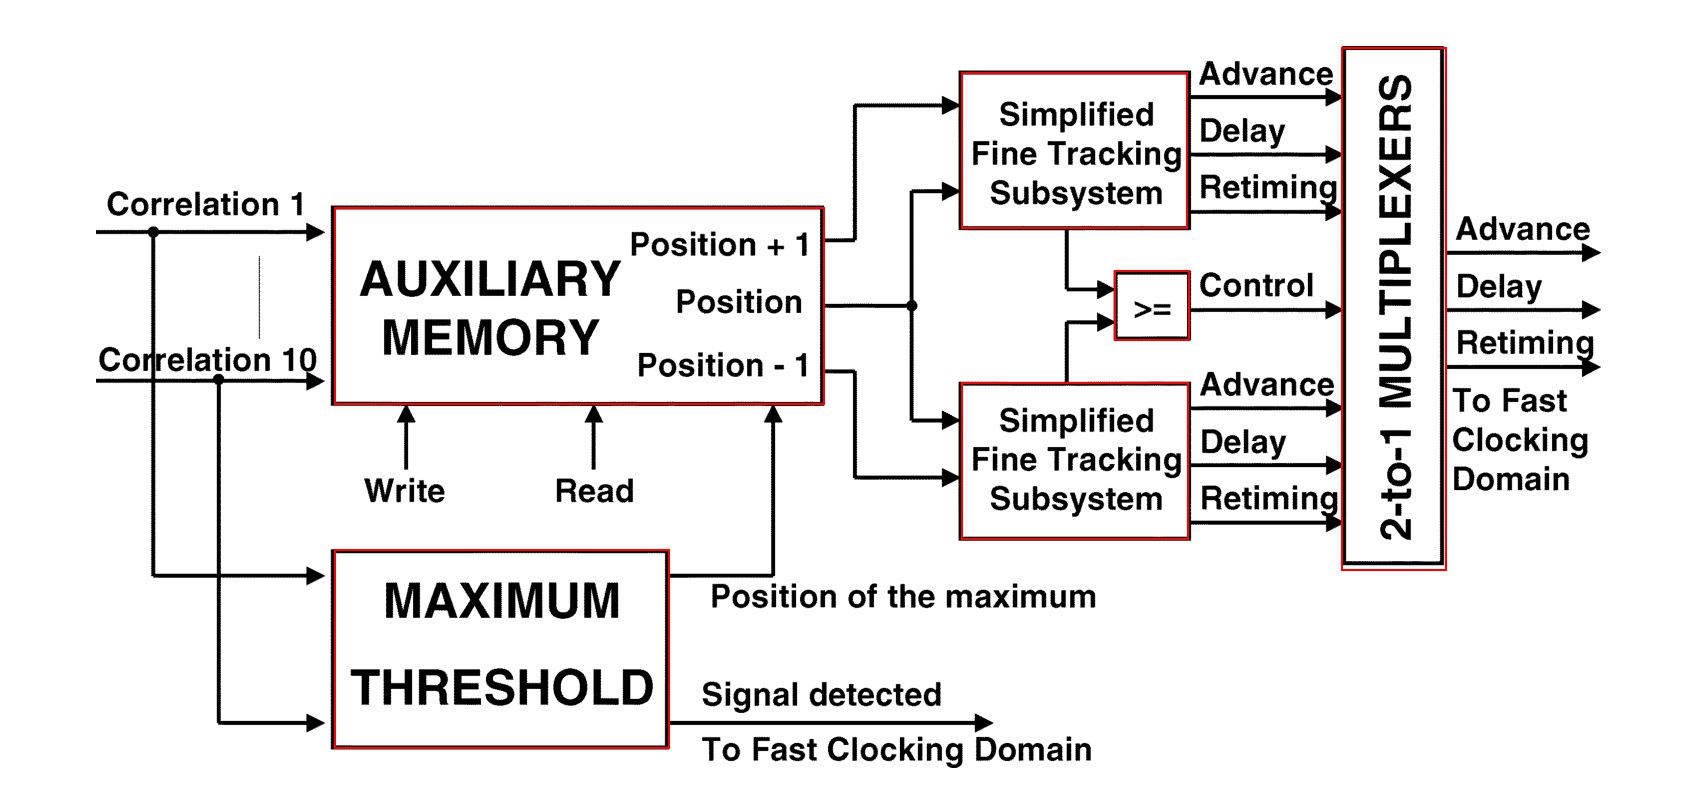 Correlation 1
Correlation 10
AUXILIARY
MEMORY
Position + 1
Position
Position - 1
Write
Read
MAXIMUM
THRESHOLD
Position of the maximum
Signal detected
To Fast Clocking Domain
Simplified
Fine Tracking
Subsystem
Advance
Delay
Retiming
>=
Control
Simplified
Fine Tracking
Subsystem
Advance
Delay
Retiming
2-to-1 MULTIPLEXERS
Advance
Delay
Retiming
To Fast
Clocking
Domain